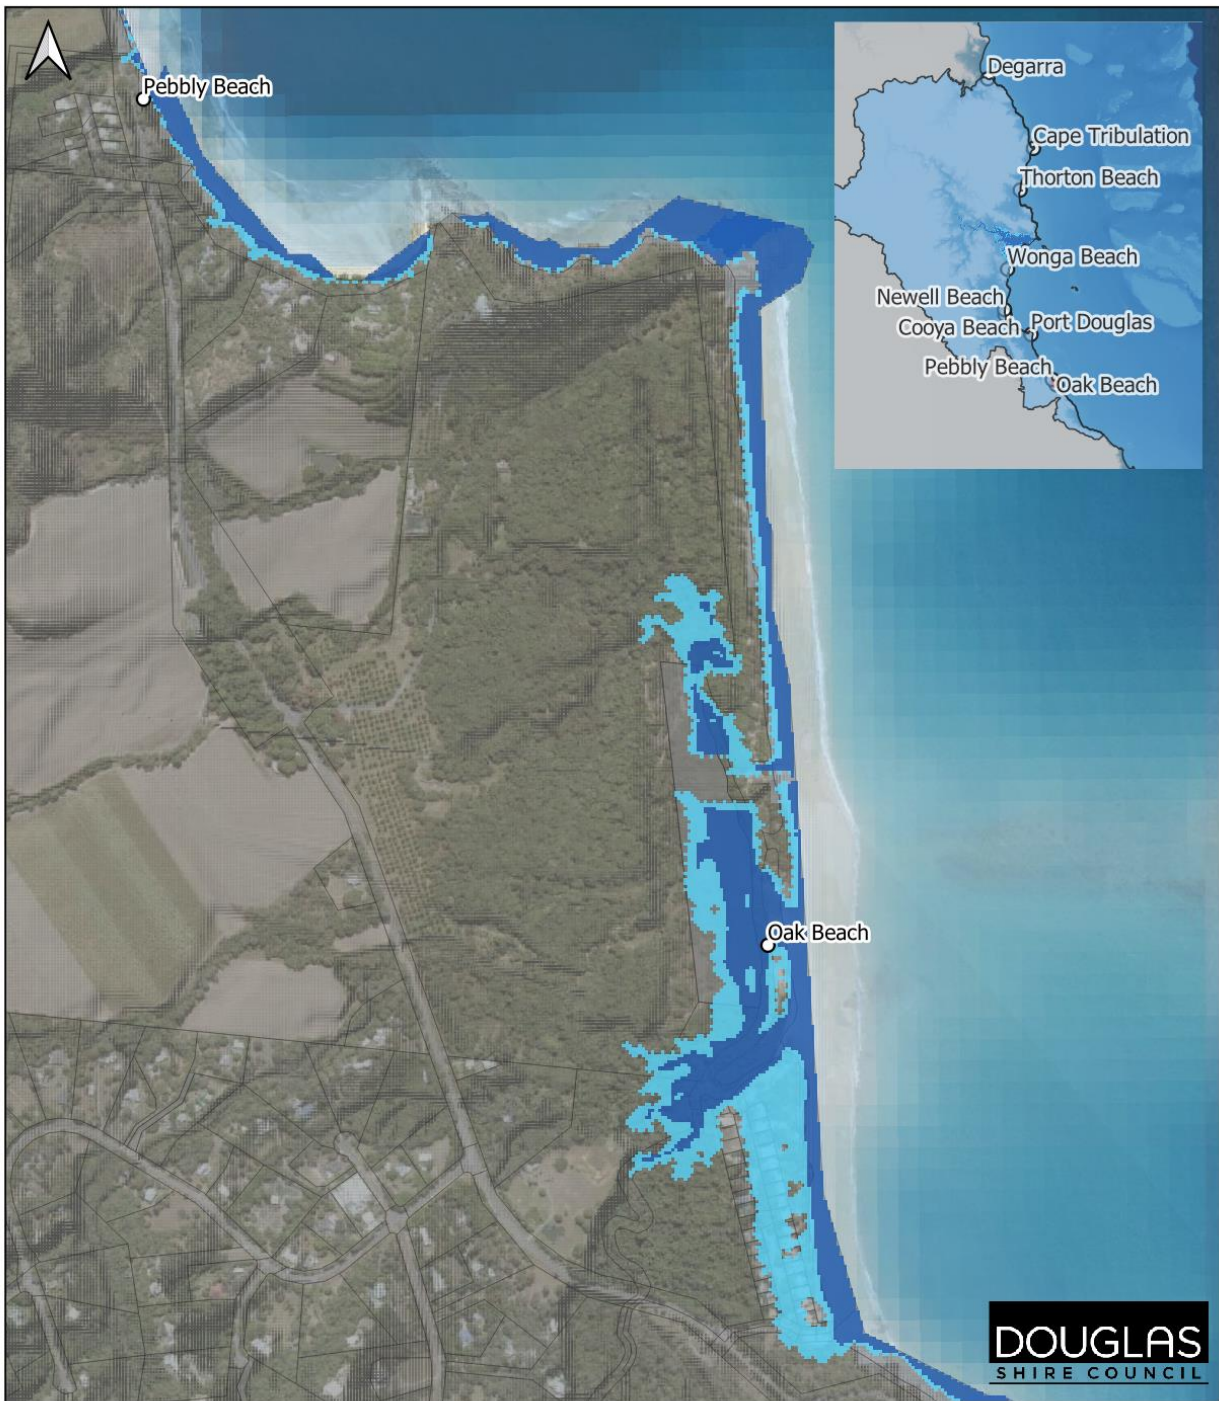 Pebbly Beach
Degarra
Cape Tribulation
Thorton Beach
Wonga Beach
Newell Beach
Port Douglas
Cooya Beach
Pebbly Beach
Oak Beach
Oak Beach
DOUGLAS
SHIRE COUNCIL